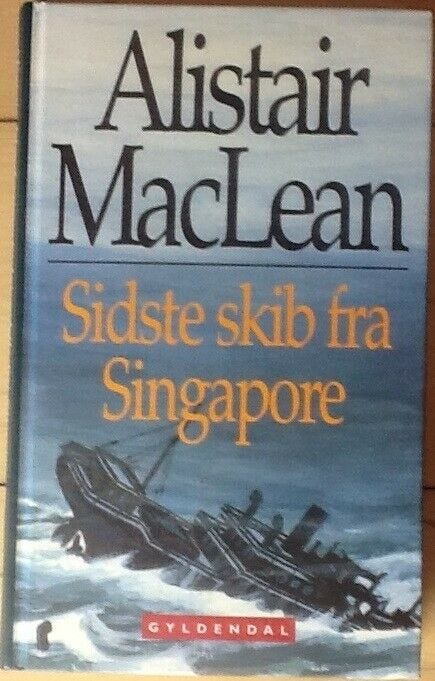 Alistair
MacLean
Sidste skib fra
Singapore
GYLDENDAL